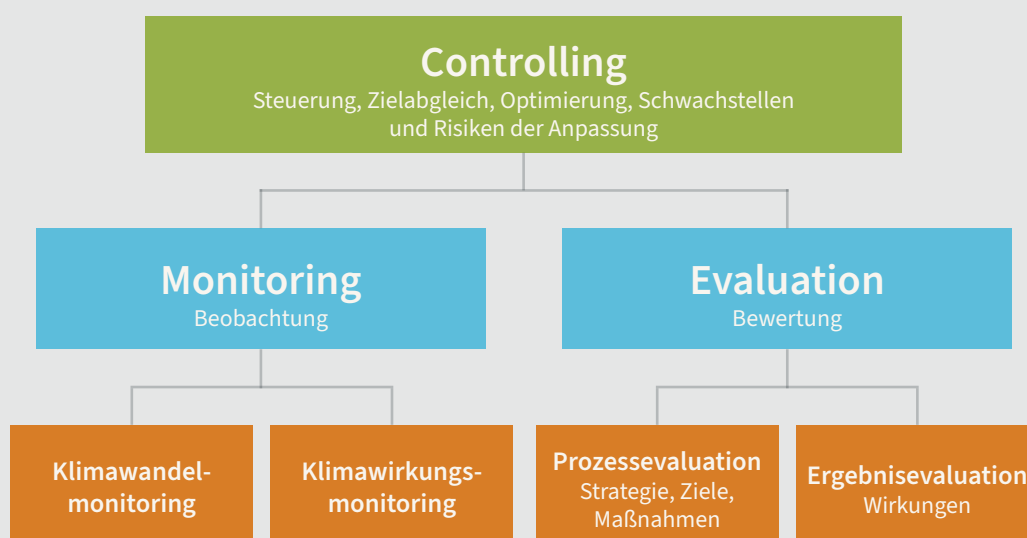 Controlling
Steuerung, Zielabgleich, Optimierung, Schwachstellen
und Risiken der Anpassung
Monitoring
Beobachtung
Evaluation
Bewertung
Klimawandel-
monitoring
Klimawirkungs-
monitoring
Prozessevaluation
Strategie, Ziele,
Maßnahmen
Ergebnisevaluation
Wirkungen